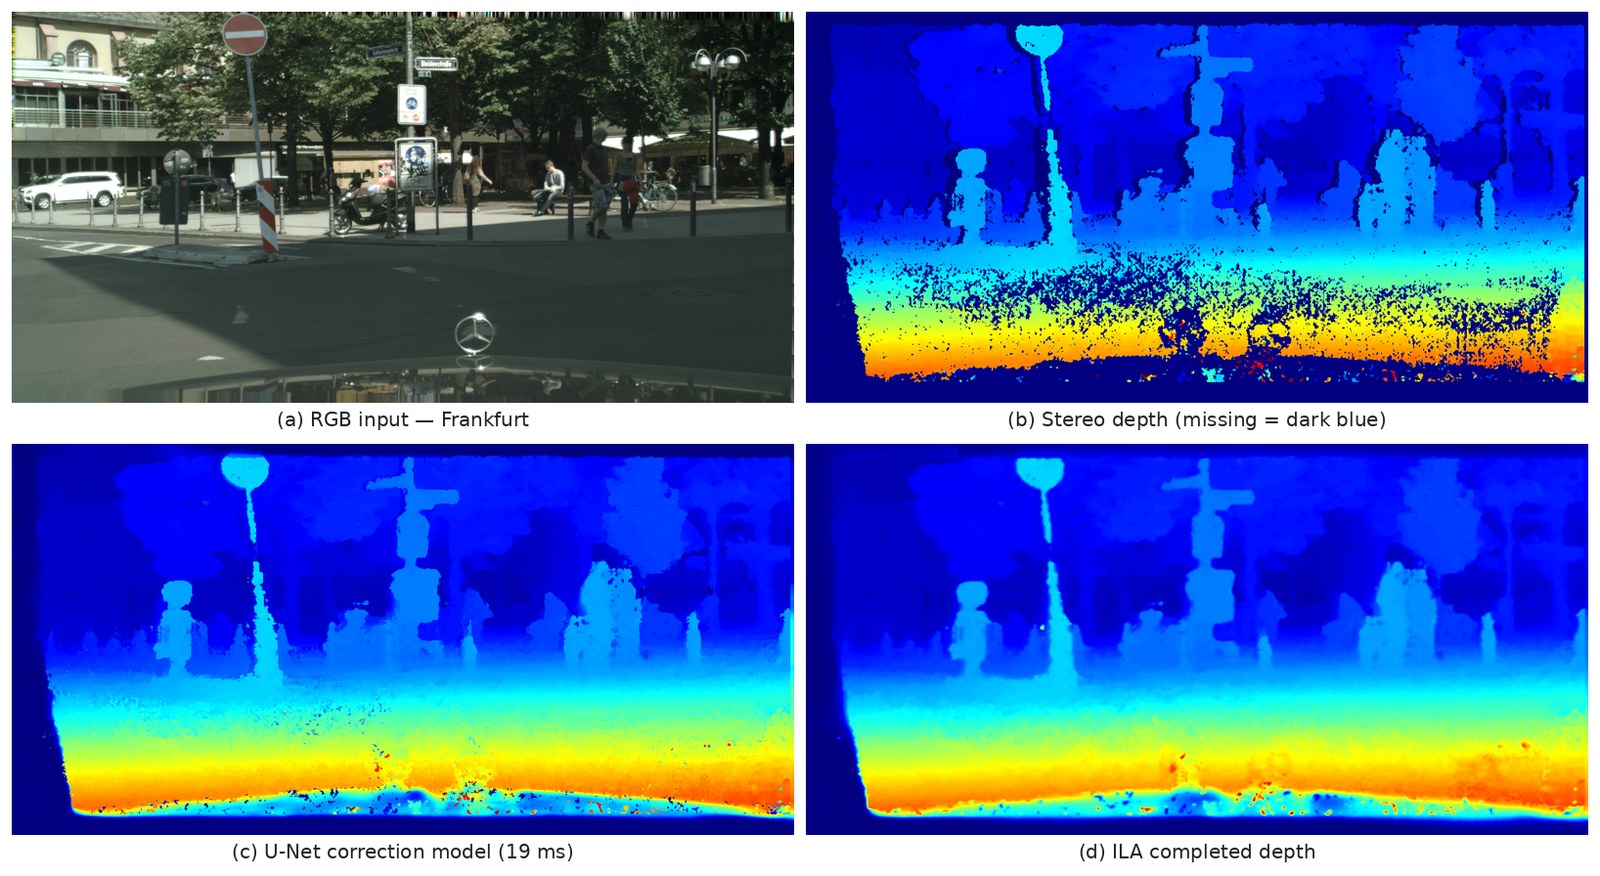 (a) RGB input — Frankfurt
(b) Stereo depth (missing = dark blue)
(c) U-Net correction model (19 ms)
(d) ILA completed depth